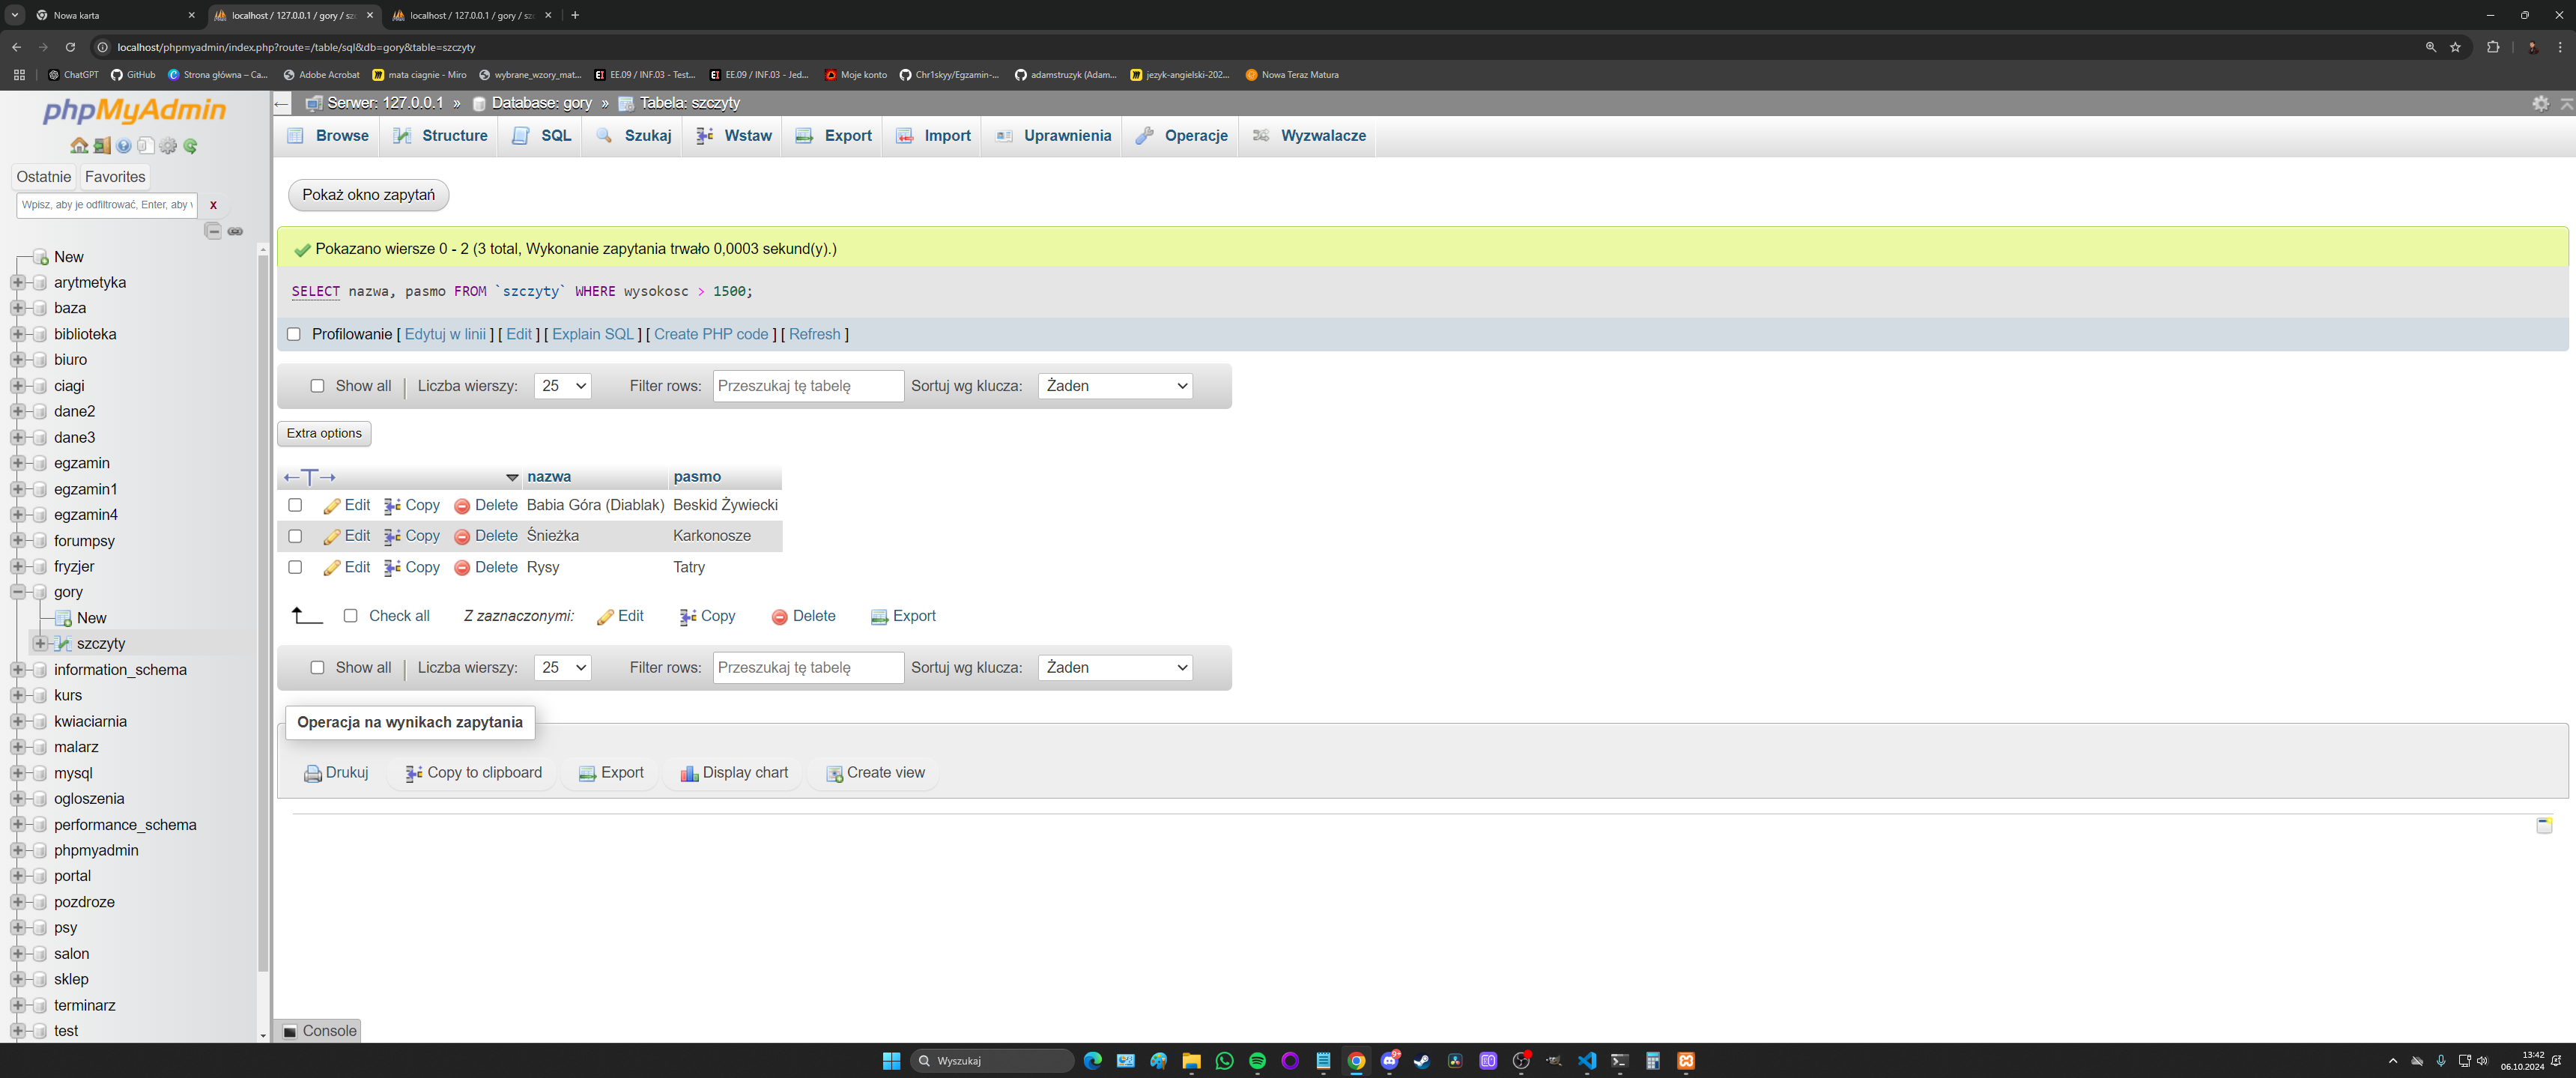 Nowa karta
localhost / 127.0.0.1 / gory / szc
localhost / 127.0.0.1 / gory / szc
localhost/phpmyadmin/index.php?route=/table/sql&db=gory&table=szczyty
ChatGPT
GitHub
Strona główna – Ca...
Adobe Acrobat
mata ciagnie - Miro
wybrane_wzory_mat...
EE.09 / INF.03 - Test...
EE.09 / INF.03 - Jed...
Moje konto
Chr1skyy/Egzamin-...
adamstruzyk (Adam...
jezyk-angielski-202...
Nowa Teraz Matura
phpMyAdmin
Ostatnie
Favorites
Wpisz, aby je odfiltrować, Enter, aby
X
New
arytmetyka
baza
biblioteka
biuro
ciagi
dane2
dane3
egzamin
egzamin1
egzamin4
forumpsy
fryzjer
gory
New
szczyty
information_schema
kurs
kwiaciarnia
malarz
mysql
ogloszenia
performance_schema
phpmyadmin
portal
pozdroze
psy
salon
sklep
terminarz
test
Serwer: 127.0.0.1 » Database: gory » Tabela: szczyty
Browse
Structure
SQL
Szukaj
Wstaw
Export
Import
Uprawnienia
Operacje
Wyzwalacze
Pokaż okno zapytań
Pokazano wiersze 0 - 2 (3 total, Wykonanie zapytania trwało 0,0003 sekund(y).)
SELECT nazwa, pasmo FROM `szczyty` WHERE wysokosc > 1500;
Profilowanie [ Edytuj w linii ] [ Edit ] [ Explain SQL ] [ Create PHP code ] [ Refresh ]
Show all | Liczba wierszy: 25 Filter rows: Przeszukaj tę tabelę Sortuj wg klucza: Żaden
Extra options
nazwa pasmo
Edit Copy Delete Babia Góra (Diablak) Beskid Żywiecki
Edit Copy Delete Śnieżka Karkonosze
Edit Copy Delete Rysy Tatry
Check all Z zaznaczonymi: Edit Copy Delete Export
Show all | Liczba wierszy: 25 Filter rows: Przeszukaj tę tabelę Sortuj wg klucza: Żaden
Operacja na wynikach zapytania
Drukuj Copy to clipboard Export Display chart Create view
Console
Wyszukaj
9+
13:42
06.10.2024